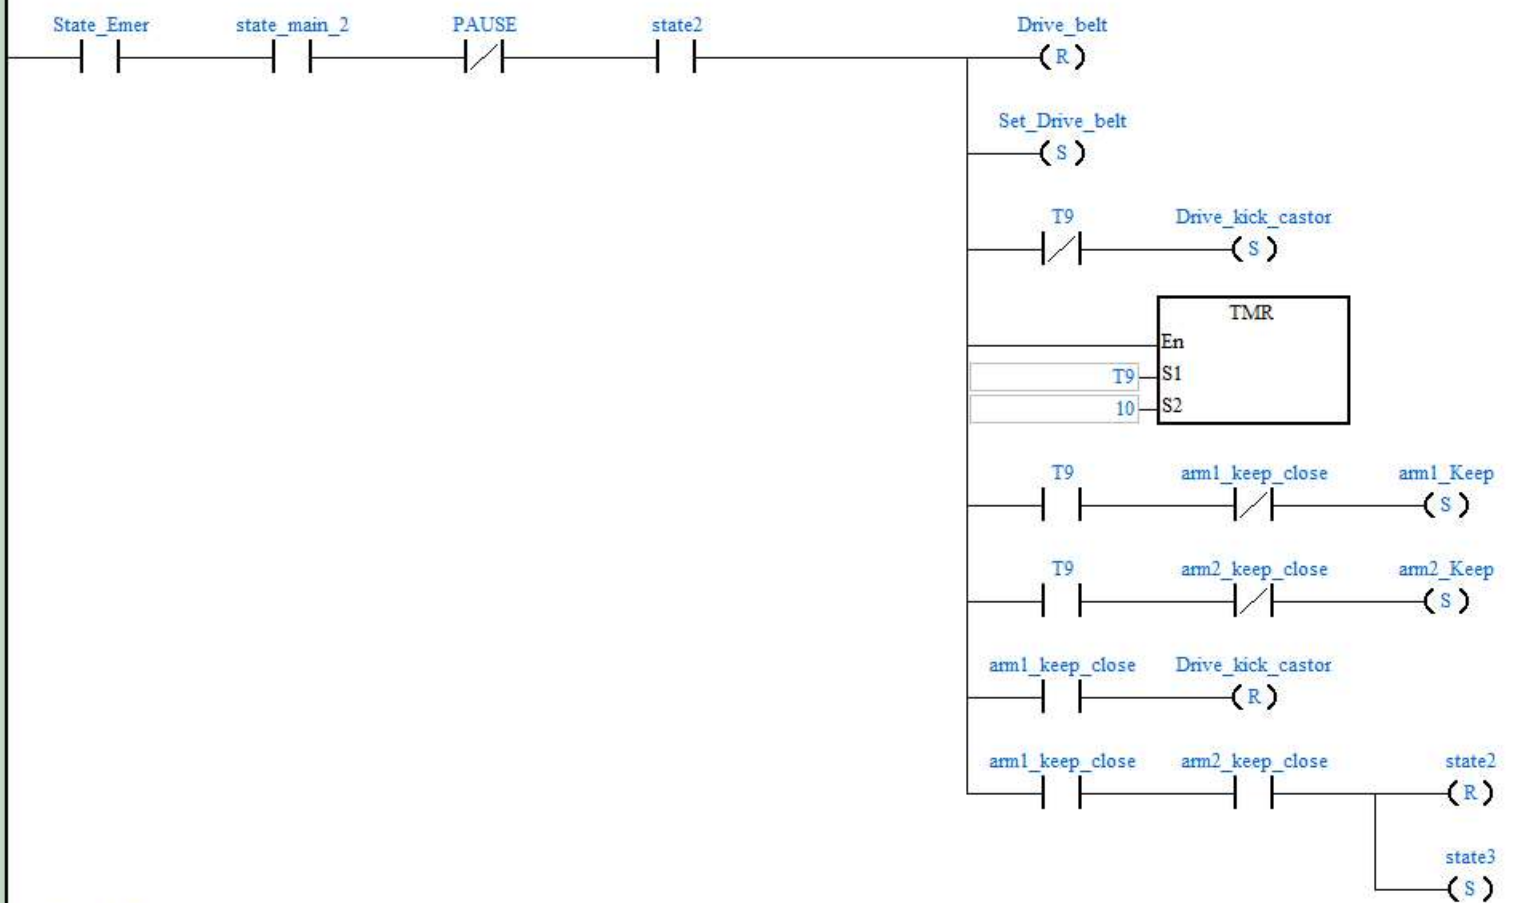 State_Emer state_main_2 PAUSE state2 Drive_belt
R
Set_Drive_belt
S
T9 Drive_kick_castor
S
TMR
En
T9 S1
10 S2
T9 arm1_keep_close arm1_Keep
S
T9 arm2_keep_close arm2_Keep
S
arm1_keep_close Drive_kick_castor
R
arm1_keep_close arm2_keep_close state2
R
state3
S